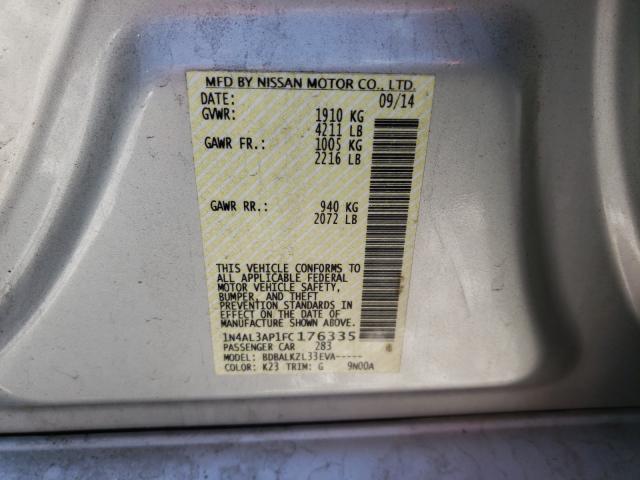 MFD BY NISSAN MOTOR CO., LTD.
DATE: 09/14
GVWR: 1910 KG
4211 LB
GAWR FR.: 1005 KG
2216 LB
GAWR RR.: 940 KG
2072 LB
THIS VEHICLE CONFORMS TO
ALL APPLICABLE FEDERAL
MOTOR VEHICLE SAFETY,
BUMPER, AND THEFT
PREVENTION STANDARDS IN
EFFECT ON THE DATE OF
MANUFACTURE SHOWN ABOVE.
1N4AL3AP1FC176335
PASSENGER CAR 283
MODEL: BDBALKZL33EVA-----
COLOR: K23 TRIM: G 9N00A